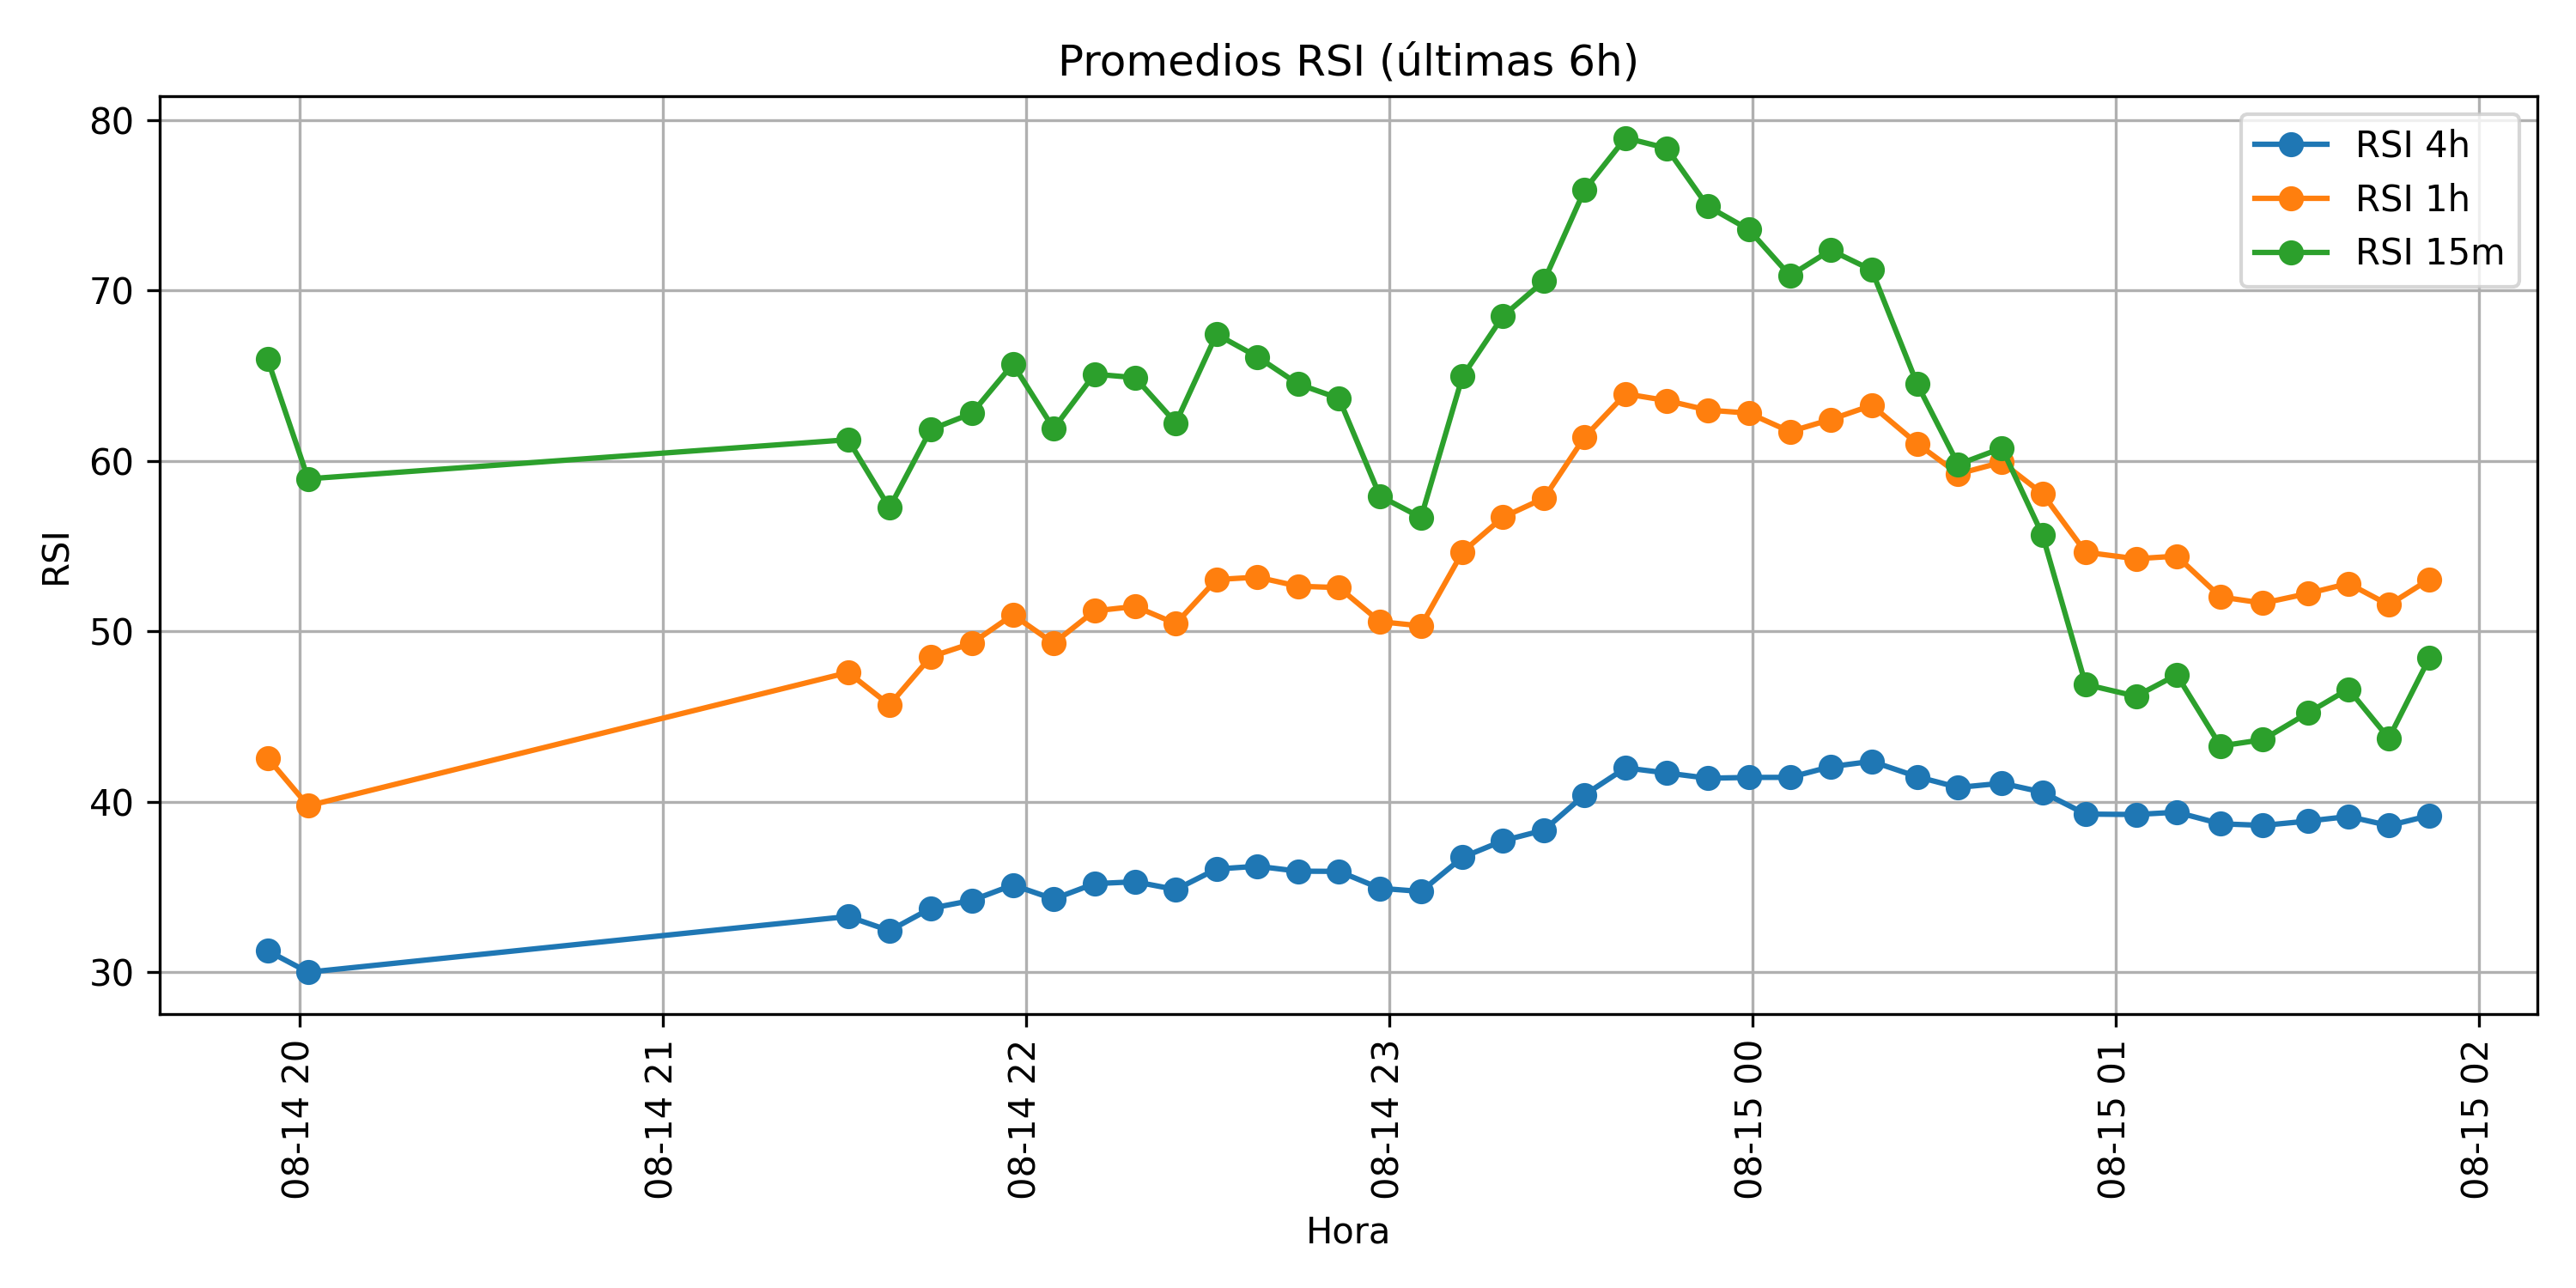 Promedios RSI (últimas 6h)
80
70
60
50
40
30
RSI
RSI 4h
RSI 1h
RSI 15m
08-14 20
08-14 21
08-14 22
08-14 23
08-15 00
08-15 01
08-15 02
Hora